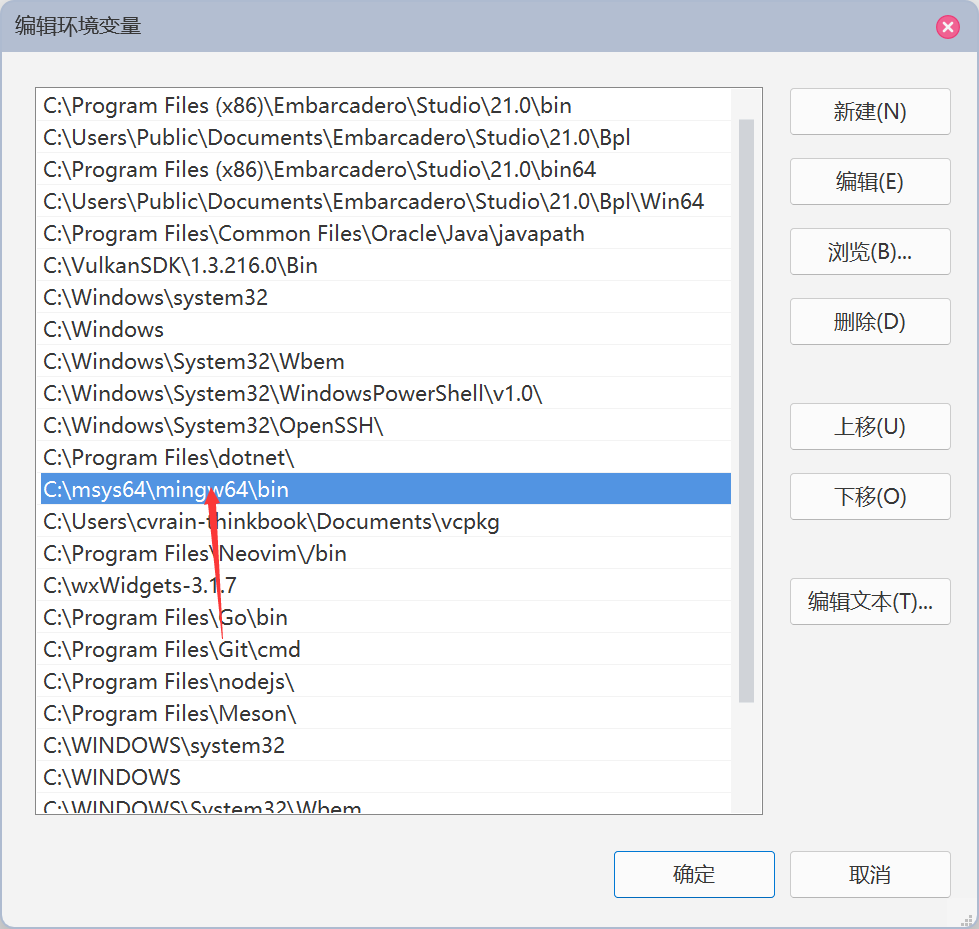 编辑环境变量
C:\Program Files (x86)\Embarcadero\Studio\21.0\bin
C:\Users\Public\Documents\Embarcadero\Studio\21.0\Bpl
C:\Program Files (x86)\Embarcadero\Studio\21.0\bin64
C:\Users\Public\Documents\Embarcadero\Studio\21.0\Bpl\Win64
C:\Program Files\Common Files\Oracle\Java\javapath
C:\VulkanSDK\1.3.216.0\Bin
C:\Windows\system32
C:\Windows
C:\Windows\System32\Wbem
C:\Windows\System32\WindowsPowerShell\v1.0\
C:\Windows\System32\OpenSSH\
C:\Program Files\dotnet\
C:\msys64\mingw64\bin
C:\Users\cvrain-thinkbook\Documents\vcpkg
C:\Program Files\Neovim\/bin
C:\wxWidgets-3.1.7
C:\Program Files\Go\bin
C:\Program Files\Git\cmd
C:\Program Files\nodejs\
C:\Program Files\Meson\
C:\WINDOWS\system32
C:\WINDOWS
C:\WINDOWS\System32\Wbem
新建(N)
编辑(E)
浏览(B)...
删除(D)
上移(U)
下移(O)
编辑文本(T)...
确定
取消